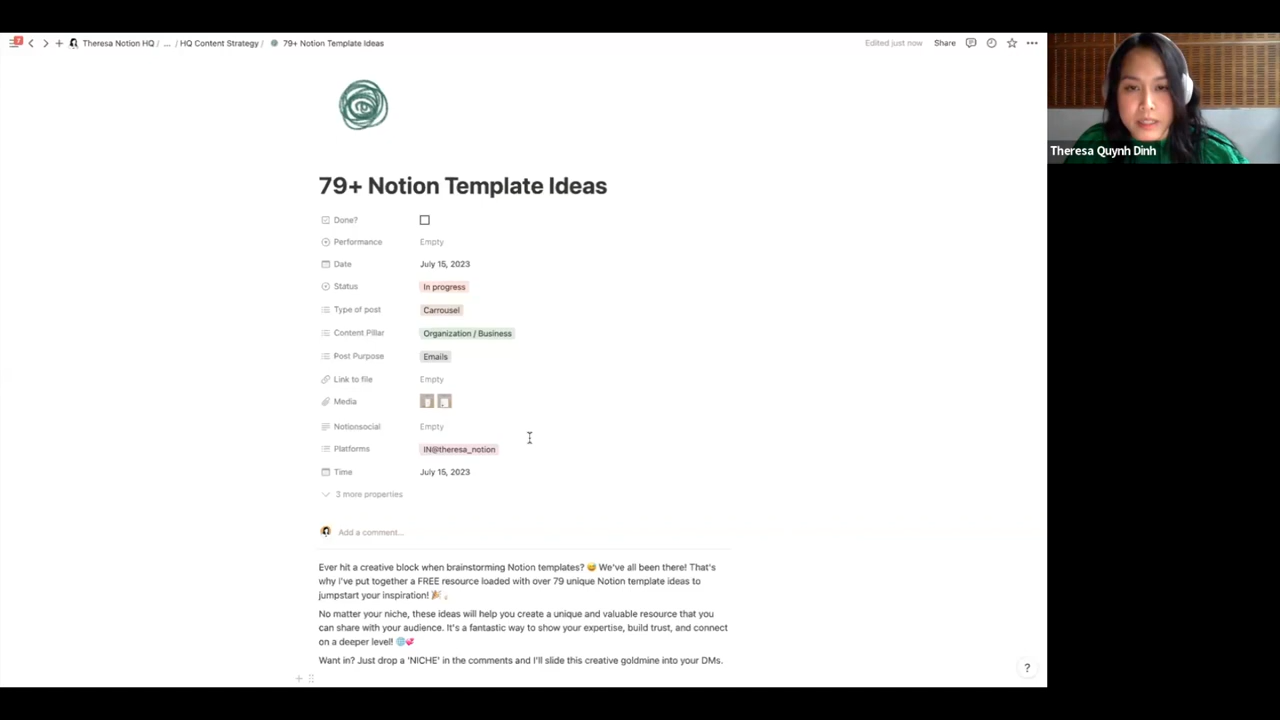 7
Theresa Notion HQ / ... / HQ Content Strategy / 79+ Notion Template Ideas
Edited just now Share
Theresa Quynh Dinh
79+ Notion Template Ideas
Done?
Performance Empty
Date July 15, 2023
Status In progress
Type of post Carrousel
Content Pillar Organization / Business
Post Purpose Emails
Link to file Empty
Media
Notionsocial Empty
Platforms IN@theresa_notion
Time July 15, 2023
3 more properties
Add a comment...
Ever hit a creative block when brainstorming Notion templates? 😅 We've all been there! That's
why I've put together a FREE resource loaded with over 79 unique Notion template ideas to
jumpstart your inspiration! 🎉
No matter your niche, these ideas will help you create a unique and valuable resource that you
can share with your audience. It's a fantastic way to show your expertise, build trust, and connect
on a deeper level! 🌐💞
Want in? Just drop a 'NICHE' in the comments and I'll slide this creative goldmine into your DMs.
?